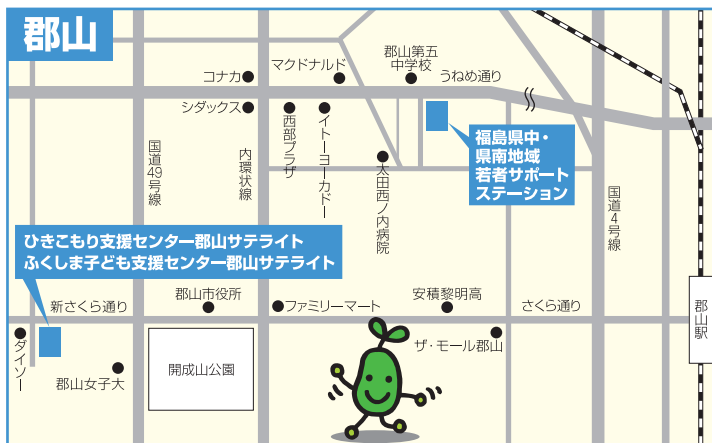 郡山
コナカ
マクドナルド
郡山第五
中学校
うねめ通り
シダックス
西部プラザ
イトーヨーカドー
福島県中・
県南地域
若者サポート
ステーション
国道49号線
内環状線
太田西ノ内病院
国道4号線
ひきこもり支援センター郡山サテライト
ふくしま子ども支援センター郡山サテライト
新さくら通り
郡山市役所
ファミリーマート
安積黎明高
さくら通り
郡山駅
ダイソー
郡山女子大
開成山公園
ザ・モール郡山